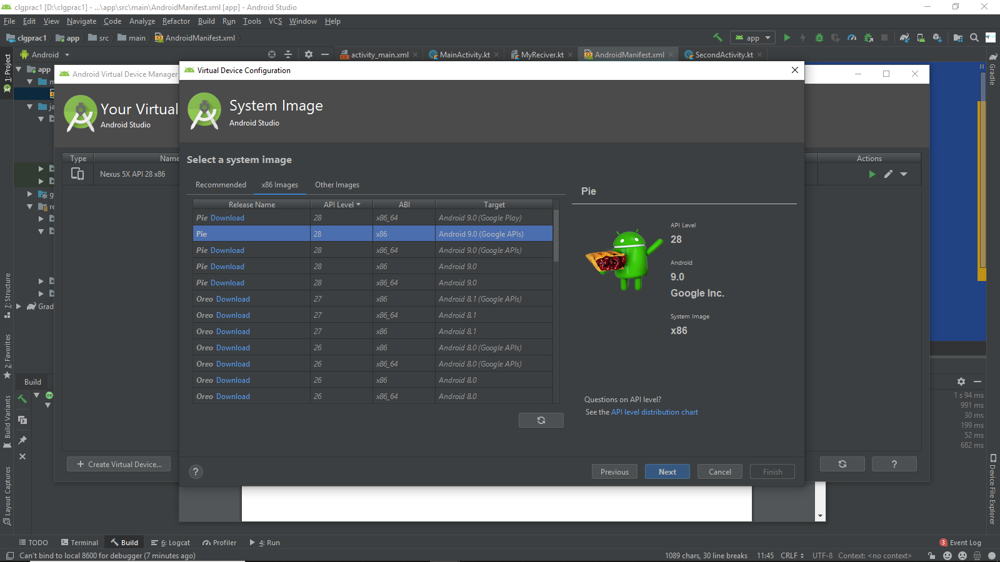 clgprac1 [D:\clgprac1] - ...\app\src\main\AndroidManifest.xml [app] - Android Studio
File Edit View Navigate Code Analyze Refactor Build Run Tools VCS Window Help
clgprac1 app src main AndroidManifest.xml
app
Android
activity_main.xml MainActivity.kt MyReciver.kt AndroidManifest.xml SecondActivity.kt
1: Project
7: Structure
2: Favorites
Build Variants
Layout Captures
Gradle
Device File Explorer
app
m
ja
g
re
Grad
Android Virtual Device Manager
Your Virtual
Android Studio
Type Name Actions
Nexus 5X API 28 x86
+ Create Virtual Device...
?
Virtual Device Configuration
System Image
Android Studio
Select a system image
Recommended x86 Images Other Images
Release Name API Level ABI Target
Pie Download 28 x86_64 Android 9.0 (Google Play)
Pie 28 x86 Android 9.0 (Google APIs)
Pie Download 28 x86_64 Android 9.0 (Google APIs)
Pie Download 28 x86 Android 9.0
Pie Download 28 x86_64 Android 9.0
Oreo Download 27 x86 Android 8.1 (Google APIs)
Oreo Download 27 x86_64 Android 8.1
Oreo Download 27 x86 Android 8.1
Oreo Download 26 x86 Android 8.0 (Google APIs)
Oreo Download 26 x86_64 Android 8.0 (Google APIs)
Oreo Download 26 x86 Android 8.0
Oreo Download 26 x86_64 Android 8.0
Pie
API Level
28
Android
9.0
Google Inc.
System Image
x86
Questions on API level?
See the API level distribution chart
? Previous Next Cancel Finish
Build
OK
1 s 94 ms
991 ms
30 ms
199 ms
52 ms
682 ms
TODO Terminal Build 6: Logcat Profiler 4: Run 3 Event Log
Can't bind to local 8600 for debugger (7 minutes ago) 1089 chars, 30 line breaks 11:45 CRLF UTF-8 Context: <no context>